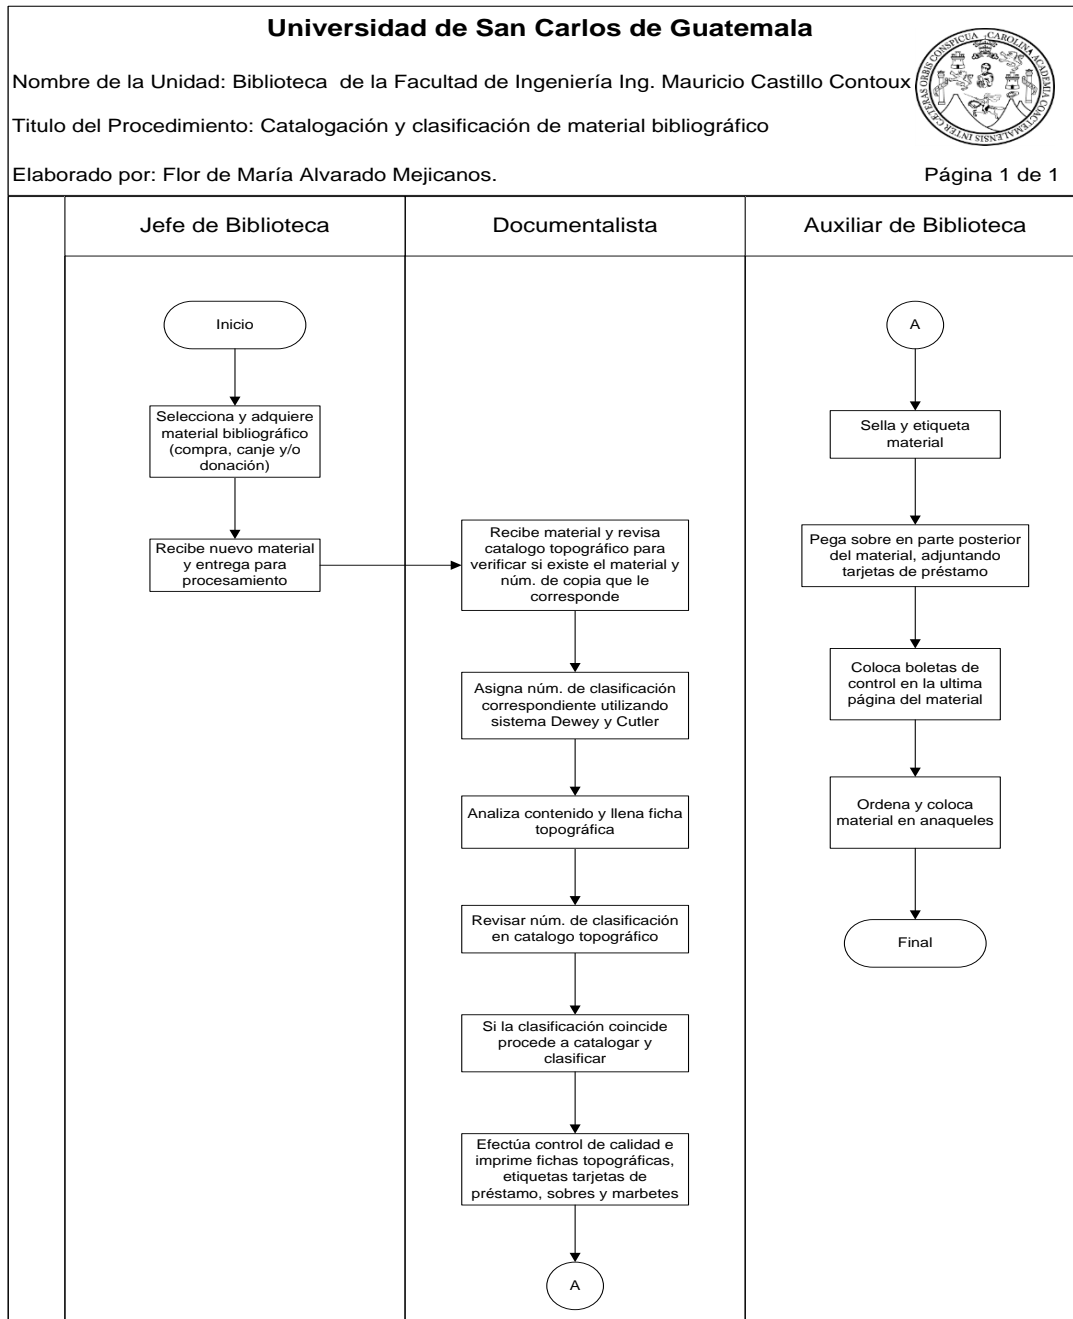 Universidad de San Carlos de Guatemala
Nombre de la Unidad: Biblioteca de la Facultad de Ingeniería Ing. Mauricio Castillo Contoux
Titulo del Procedimiento: Catalogación y clasificación de material bibliográfico
Elaborado por: Flor de María Alvarado Mejicanos.
Página 1 de 1
CAROLINA ACADEMIA COACTEMALENSIS INTER CETERAS ORBIS CONSPICUA
Jefe de Biblioteca
Documentalista
Auxiliar de Biblioteca
Inicio
Selecciona y adquiere
material bibliográfico
(compra, canje y/o
donación)
Recibe nuevo material
y entrega para
procesamiento
Recibe material y revisa
catalogo topográfico para
verificar si existe el material y
núm. de copia que le
corresponde
Asigna núm. de clasificación
correspondiente utilizando
sistema Dewey y Cutler
Analiza contenido y llena ficha
topográfica
Revisar núm. de clasificación
en catalogo topográfico
Si la clasificación coincide
procede a catalogar y
clasificar
Efectúa control de calidad e
imprime fichas topográficas,
etiquetas tarjetas de
préstamo, sobres y marbetes
A
A
Sella y etiqueta
material
Pega sobre en parte posterior
del material, adjuntando
tarjetas de préstamo
Coloca boletas de
control en la ultima
página del material
Ordena y coloca
material en anaqueles
Final